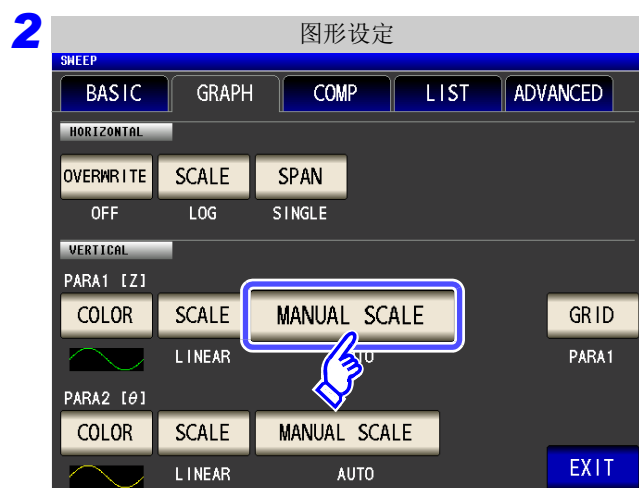 2
图形设定
SWEEP
BASIC GRAPH COMP LIST ADVANCED
HORIZONTAL
OVERWRITE SCALE SPAN
OFF LOG SINGLE
VERTICAL
PARA1 [Z]
COLOR SCALE MANUAL SCALE GRID
LINEAR PARA1
PARA2 [θ]
COLOR SCALE MANUAL SCALE
LINEAR AUTO EXIT